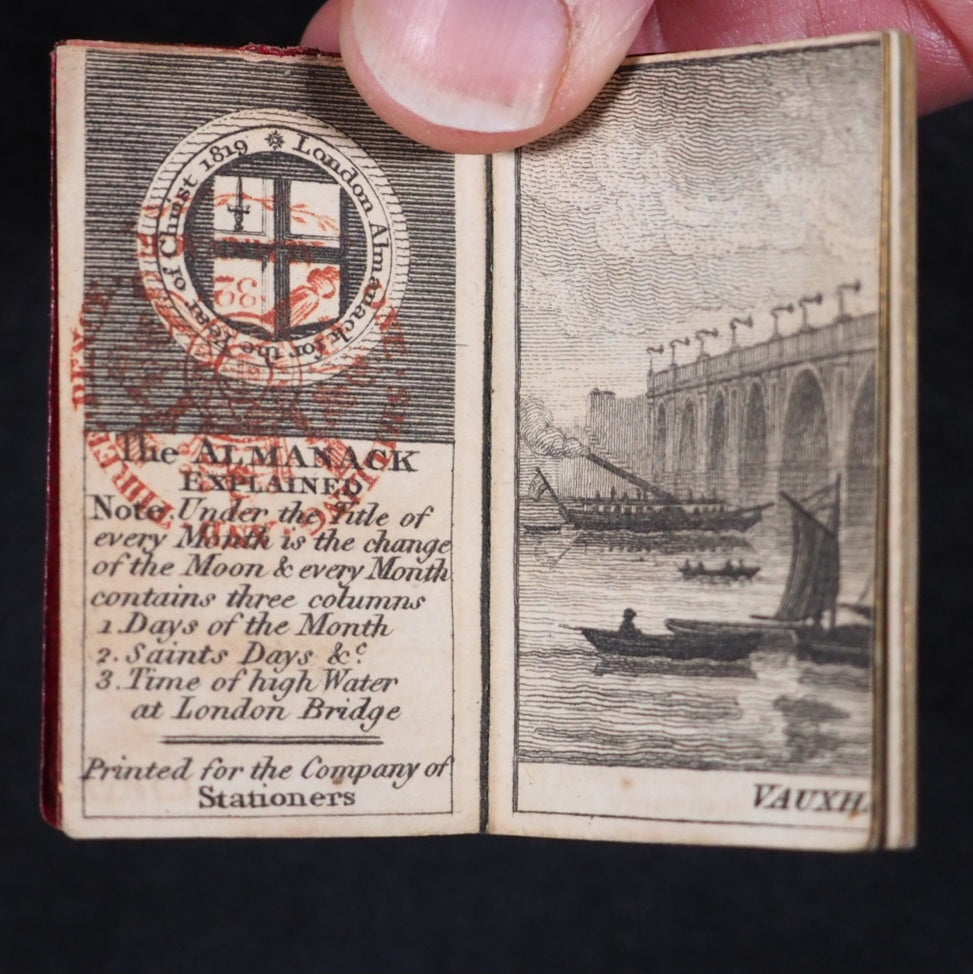 London Almanack for the Year of Christ 1819
The ALMANACK
EXPLAINED
Note, Under the Title of
every Month is the change
of the Moon & every Month
contains three columns
1. Days of the Month
2. Saints Days &c.
3. Time of high Water
at London Bridge
Printed for the Company of
Stationers
VAUXH